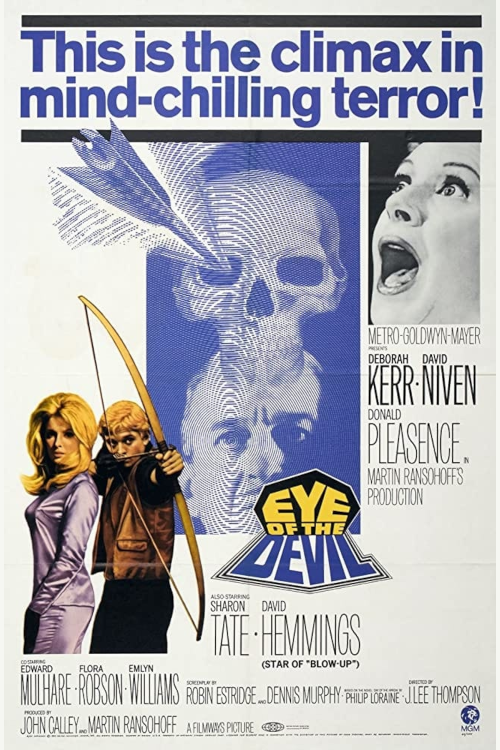 This is the climax in
mind-chilling terror!
METRO-GOLDWYN-MAYER
PRESENTS
DEBORAH DAVID
KERR·NIVEN
DONALD
PLEASENCE IN
MARTIN RANSOHOFF'S
PRODUCTION
EYE
OF THE
DEVIL
ALSO STARRING
SHARON DAVID
TATE·HEMMINGS
(STAR OF "BLOW-UP")
CO-STARRING
EDWARD FLORA EMLYN
MULHARE·ROBSON·WILLIAMS
SCREENPLAY BY
ROBIN ESTRIDGE AND DENNIS MURPHY
PHILIP LORAINE
DIRECTED BY
J. LEE THOMPSON
PRODUCED BY
JOHN CALLEY AND MARTIN RANSOHOFF
A FILMWAYS PICTURE
MGM